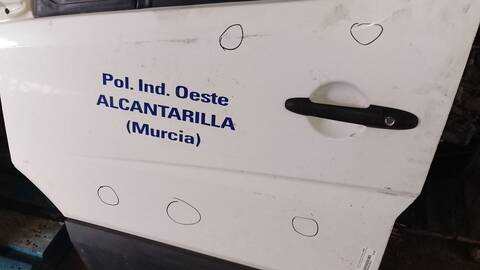 Pol. Ind. Oeste
ALCANTARILLA
(Murcia)